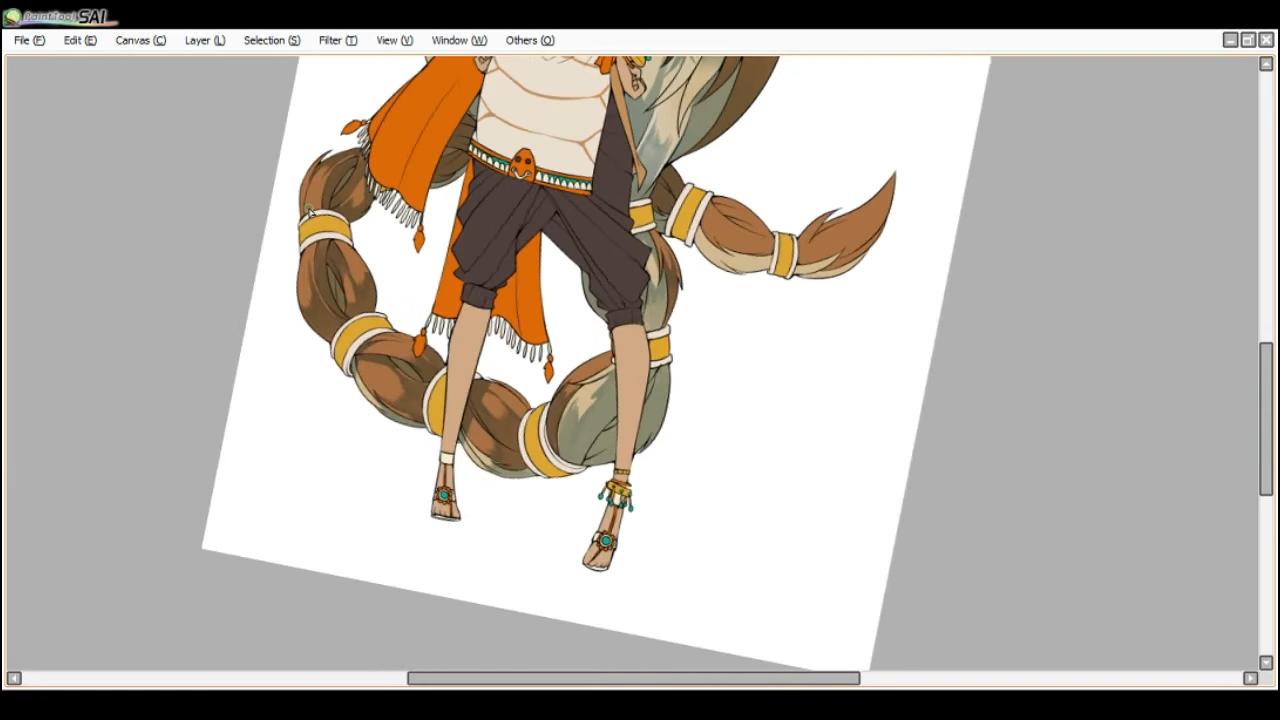 PaintTool SAI
File (F) Edit (E) Canvas (C) Layer (L) Selection (S) Filter (T) View (V) Window (W) Others (O)